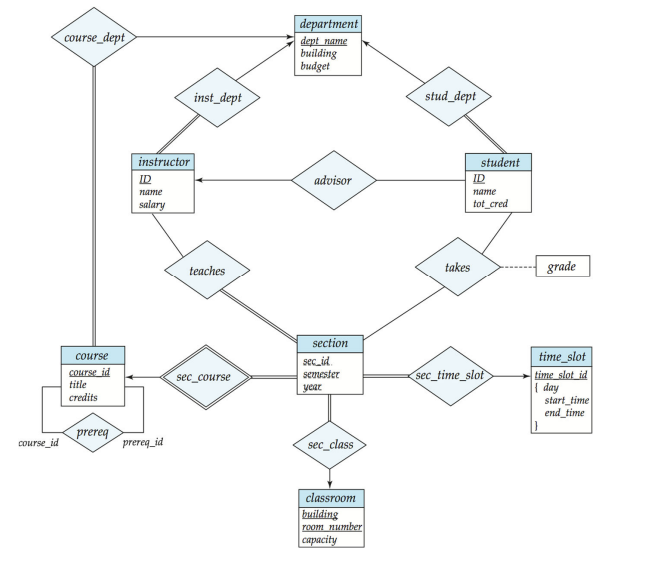 department
course_dept
dept_name
building
budget
inst_dept
stud_dept
instructor
ID
name
salary
advisor
student
ID
name
tot_cred
teaches
takes
grade
section
sec_id
semester
year
course
course_id
title
credits
sec_course
sec_time_slot
time_slot
time_slot_id
{ day
start_time
end_time
}
prereq
course_id
prereq_id
sec_class
classroom
building
room_number
capacity